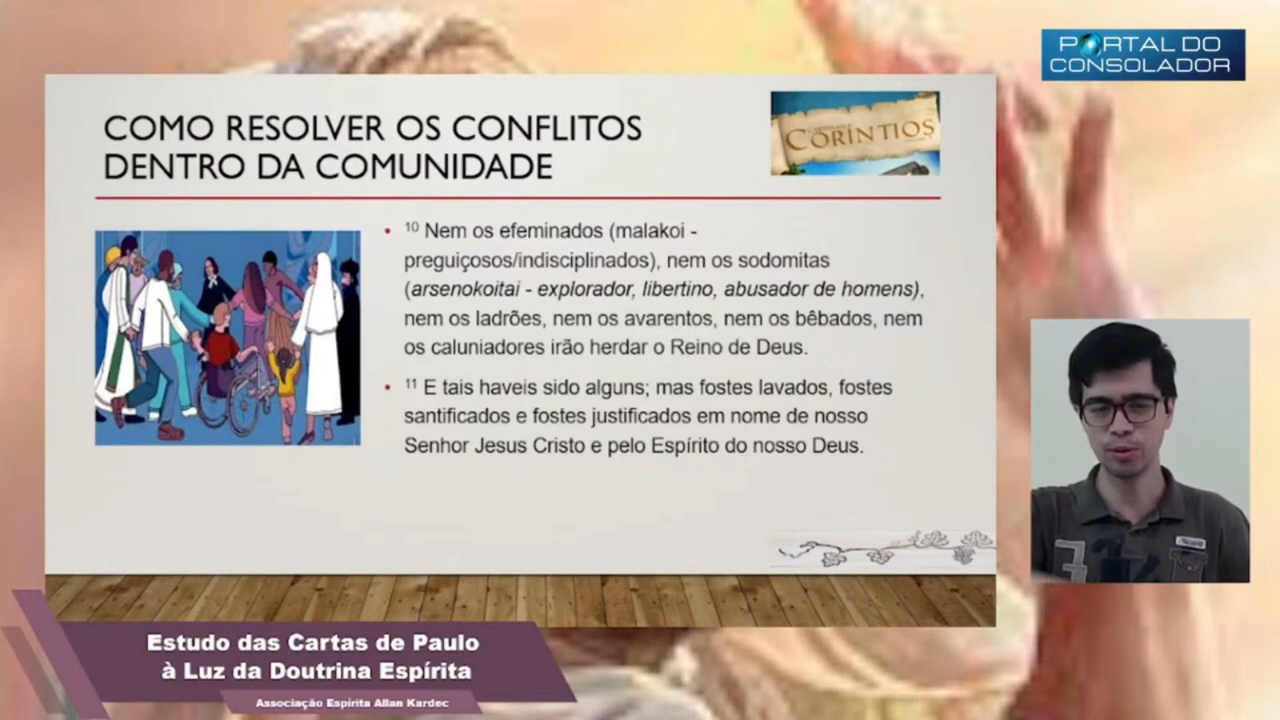 PORTAL DO
CONSOLADOR
COMO RESOLVER OS CONFLITOS
DENTRO DA COMUNIDADE
CORÍNTIOS
• ¹⁰ Nem os efeminados (malakoi -
preguiçosos/indisciplinados), nem os sodomitas
(arsenokoitai - explorador, libertino, abusador de homens),
nem os ladrões, nem os avarentos, nem os bêbados, nem
os caluniadores irão herdar o Reino de Deus.
• ¹¹ E tais haveis sido alguns; mas fostes lavados, fostes
santificados e fostes justificados em nome de nosso
Senhor Jesus Cristo e pelo Espírito do nosso Deus.
Estudo das Cartas de Paulo
à Luz da Doutrina Espírita
Associação Espírita Allan Kardec